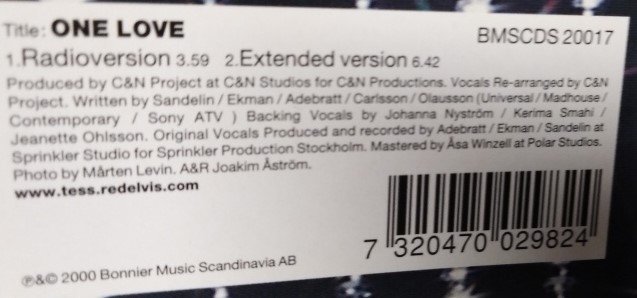 Title: ONE LOVE
BMSCDS 20017
1.Radioversion 3.59 2.Extended version 6.42
Produced by C&N Project at C&N Studios for C&N Productions. Vocals Re-arranged by C&N
Project. Written by Sandelin / Ekman / Adebratt / Carlsson / Olausson (Universal / Madhouse /
Contemporary / Sony ATV ) Backing Vocals by Johanna Nyström / Kerima Smahi /
Jeanette Ohlsson. Original Vocals Produced and recorded by Adebratt / Ekman / Sandelin at
Sprinkler Studio for Sprinkler Production Stockholm. Mastered by Åsa Winzell at Polar Studios.
Photo by Mårten Levin. A&R Joakim Åström.
www.tess.redelvis.com
7 320470 029824
℗&© 2000 Bonnier Music Scandinavia AB